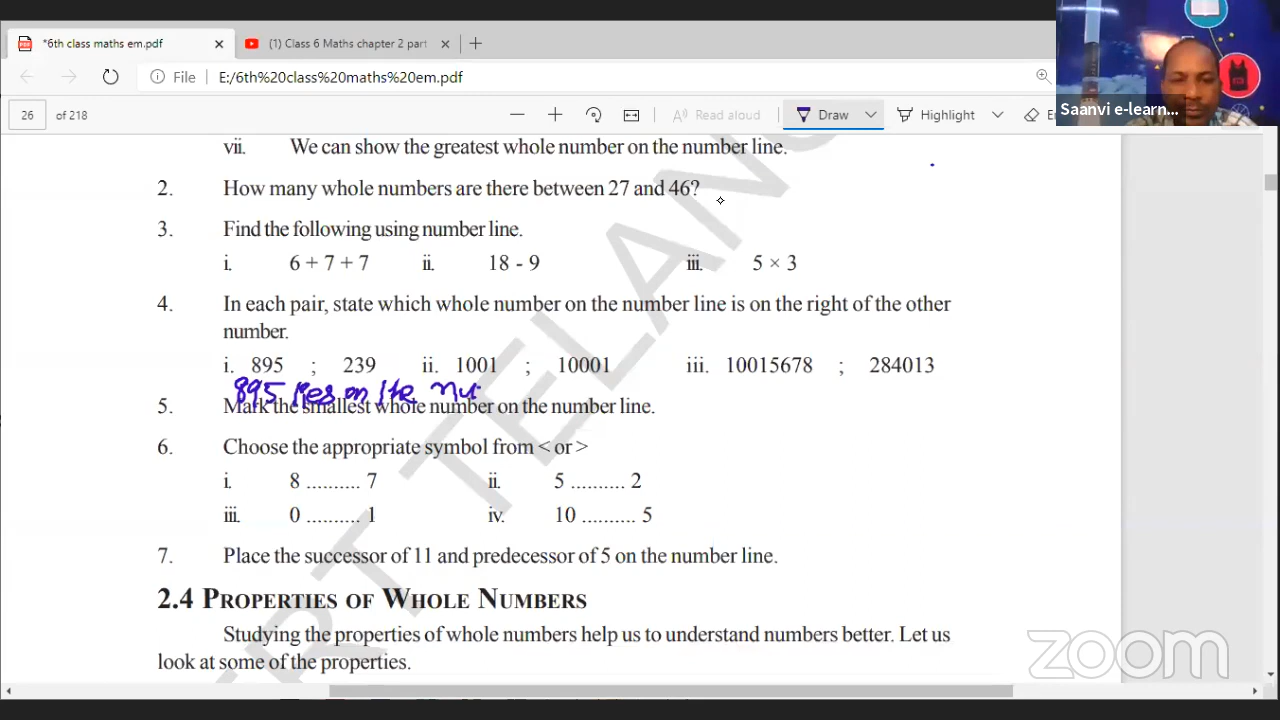 *6th class maths em.pdf
(1) Class 6 Maths chapter 2 part
File E:/6th%20class%20maths%20em.pdf
Saanvi e-learn...
26 of 218
Read aloud
Draw
Highlight
vii. We can show the greatest whole number on the number line.
2. How many whole numbers are there between 27 and 46?
3. Find the following using number line.
i. 6 + 7 + 7 ii. 18 - 9 iii. 5 × 3
4. In each pair, state which whole number on the number line is on the right of the other
number.
i. 895 ; 239 ii. 1001 ; 10001 iii. 10015678 ; 284013
895 lies on the nu
5. Mark the smallest whole number on the number line.
6. Choose the appropriate symbol from < or >
i. 8 .......... 7 ii. 5 .......... 2
iii. 0 .......... 1 iv. 10 .......... 5
7. Place the successor of 11 and predecessor of 5 on the number line.
2.4 PROPERTIES OF WHOLE NUMBERS
Studying the properties of whole numbers help us to understand numbers better. Let us
look at some of the properties.
zoom